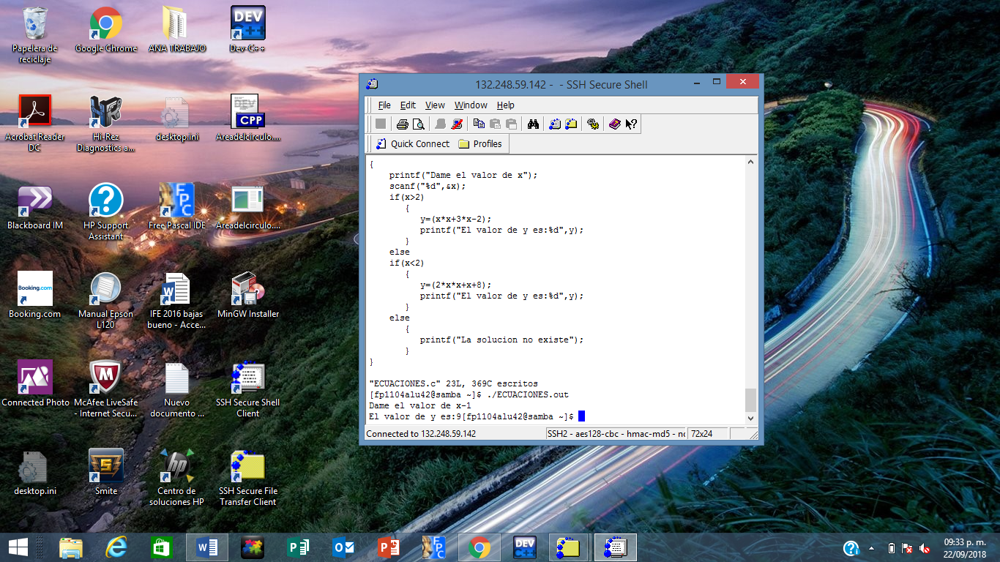 Papelera de
reciclaje
Google Chrome
ANA TRABAJO
Dev-C++
Acrobat Reader
DC
Hi-Rez
Diagnostics a...
desktop.ini
Areadelcirculo....
Blackboard IM
HP Support
Assistant
Free Pascal IDE
Areadelcirculo....
Booking.com
Booking.com
Manual Epson
L120
IFE 2016 bajas
bueno - Acce...
MinGW Installer
Connected Photo
McAfee LiveSafe
- Internet Secu...
Nuevo
documento ...
SSH Secure Shell
Client
desktop.ini
Smite
Centro de
soluciones HP
SSH Secure File
Transfer Client
DEV
C++
DEV
CPP
HRP
FPC
132.248.59.142 -  - SSH Secure Shell
File Edit View Window Help
Quick Connect Profiles
{
printf("Dame el valor de x");
scanf("%d",&x);
if(x>2)
{
y=(x*x+3*x-2);
printf("El valor de y es:%d",y);
}
else
if(x<2)
{
y=(2*x*x+x+8);
printf("El valor de y es:%d",y);
}
else
{
printf("La solucion no existe");
}
}
"ECUACIONES.c" 23L, 369C escritos
[fp1104alu42@samba ~]$ ./ECUACIONES.out
Dame el valor de x-1
El valor de y es:9[fp1104alu42@samba ~]$
Connected to 132.248.59.142
SSH2 - aes128-cbc - hmac-md5 - nc
72x24
DEV
C++
09:33 p. m.
22/09/2018